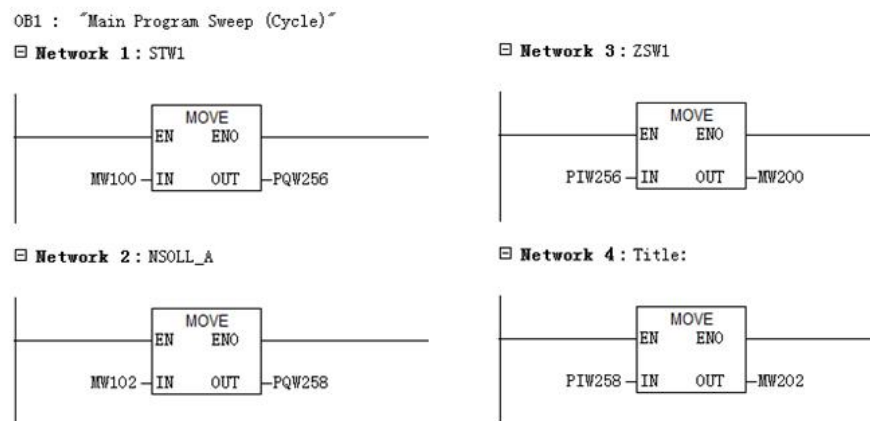 OB1 : "Main Program Sweep (Cycle)"
Network 1: STW1
MOVE
EN ENO
MW100 IN OUT PQW256
Network 2: NSOLL_A
MOVE
EN ENO
MW102 IN OUT PQW258
Network 3: ZSW1
MOVE
EN ENO
PIW256 IN OUT MW200
Network 4: Title:
MOVE
EN ENO
PIW258 IN OUT MW202